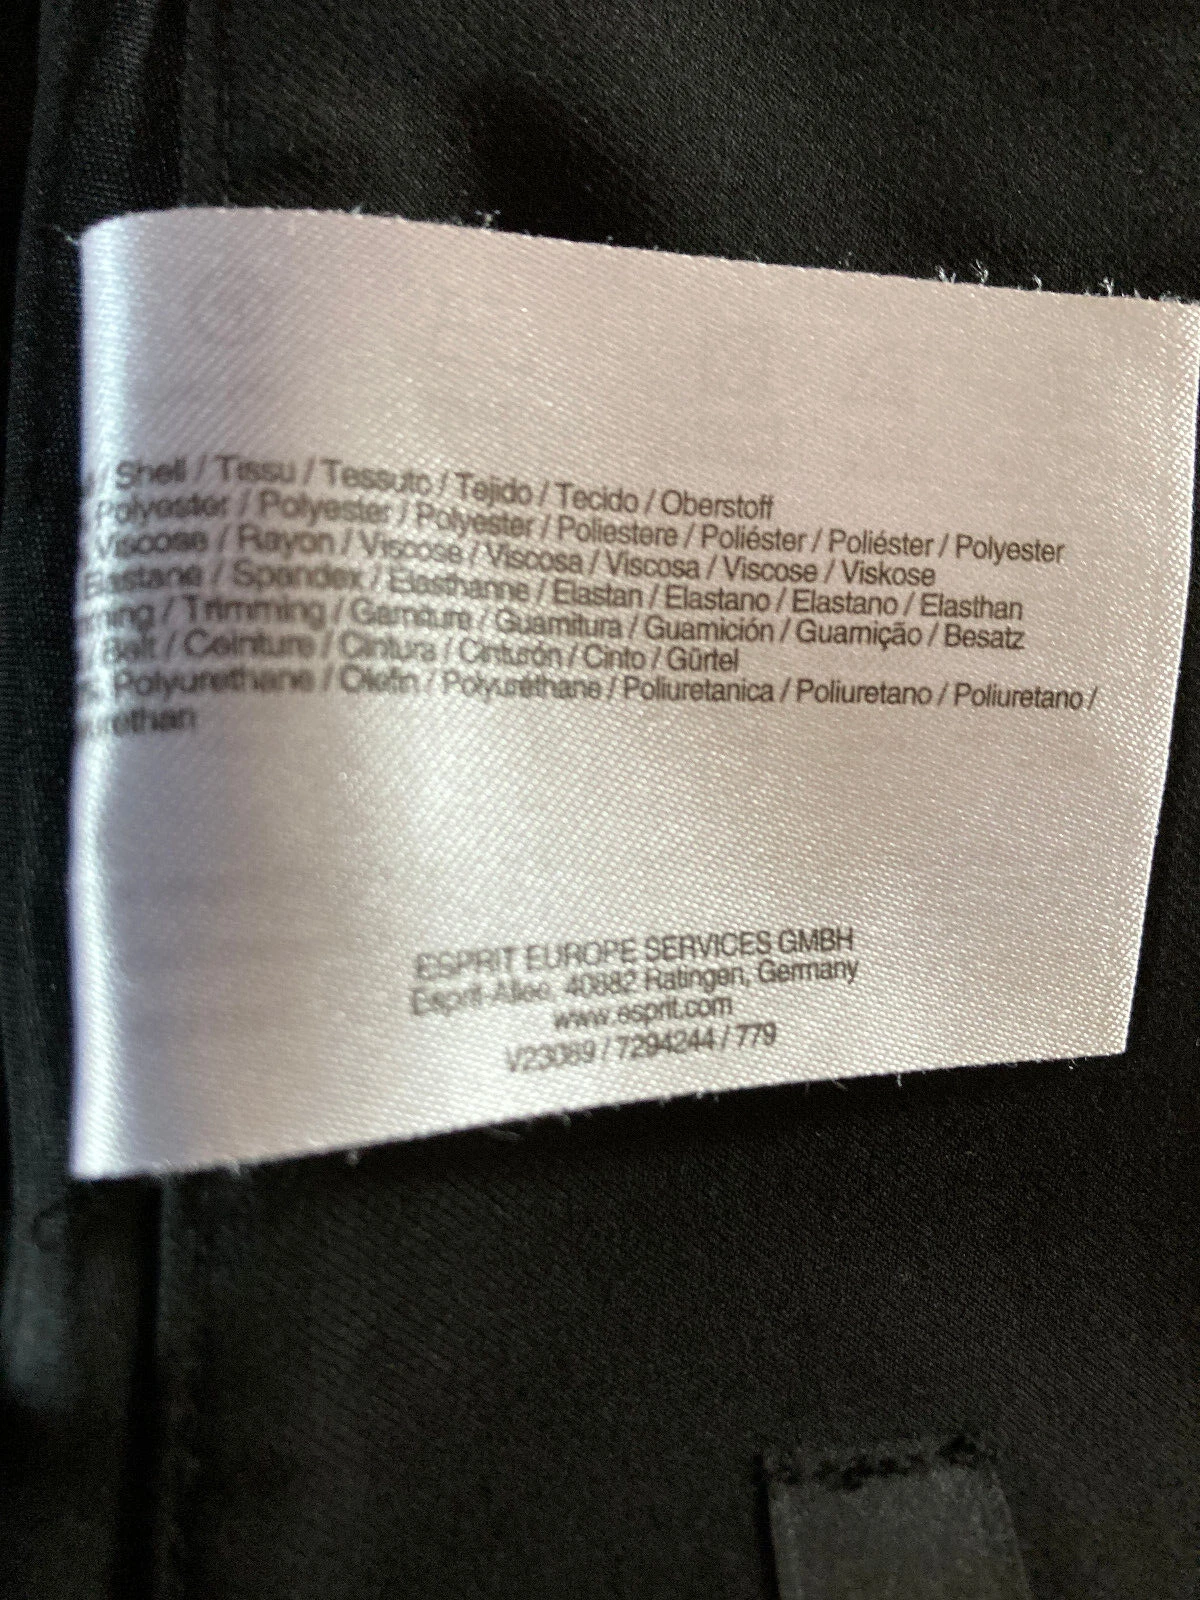 / Shell / Tissu / Tessuto / Tejido / Tecido / Oberstoff
Polyester / Polyester / Polyester / Poliestere / Poliéster / Poliéster / Polyester
Viscose / Rayon / Viscose / Viscosa / Viscosa / Viscose / Viskose
Elastane / Spandex / Elasthanne / Elastan / Elastano / Elastano / Elasthan
/ Trimming / Garniture / Guarnitura / Guarnición / Guarnição / Besatz
/ Belt / Ceinture / Cintura / Cinturón / Cinto / Gürtel
Polyurethane / Olefin / Polyuréthane / Poliuretanica / Poliuretano / Poliuretano /
urethan
ESPRIT EUROPE SERVICES GMBH
Esprit-Allee, 40882 Ratingen, Germany
www.esprit.com
V23089 / 7294244 / 779